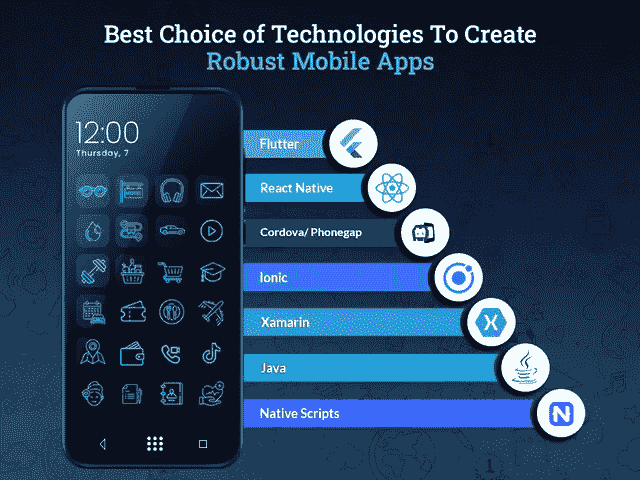 Best Choice of Technologies To Create
Robust Mobile Apps
12:00
Thursday, 7
Flutter
React Native
Cordova/ Phonegap
Ionic
Xamarin
Java
Native Scripts